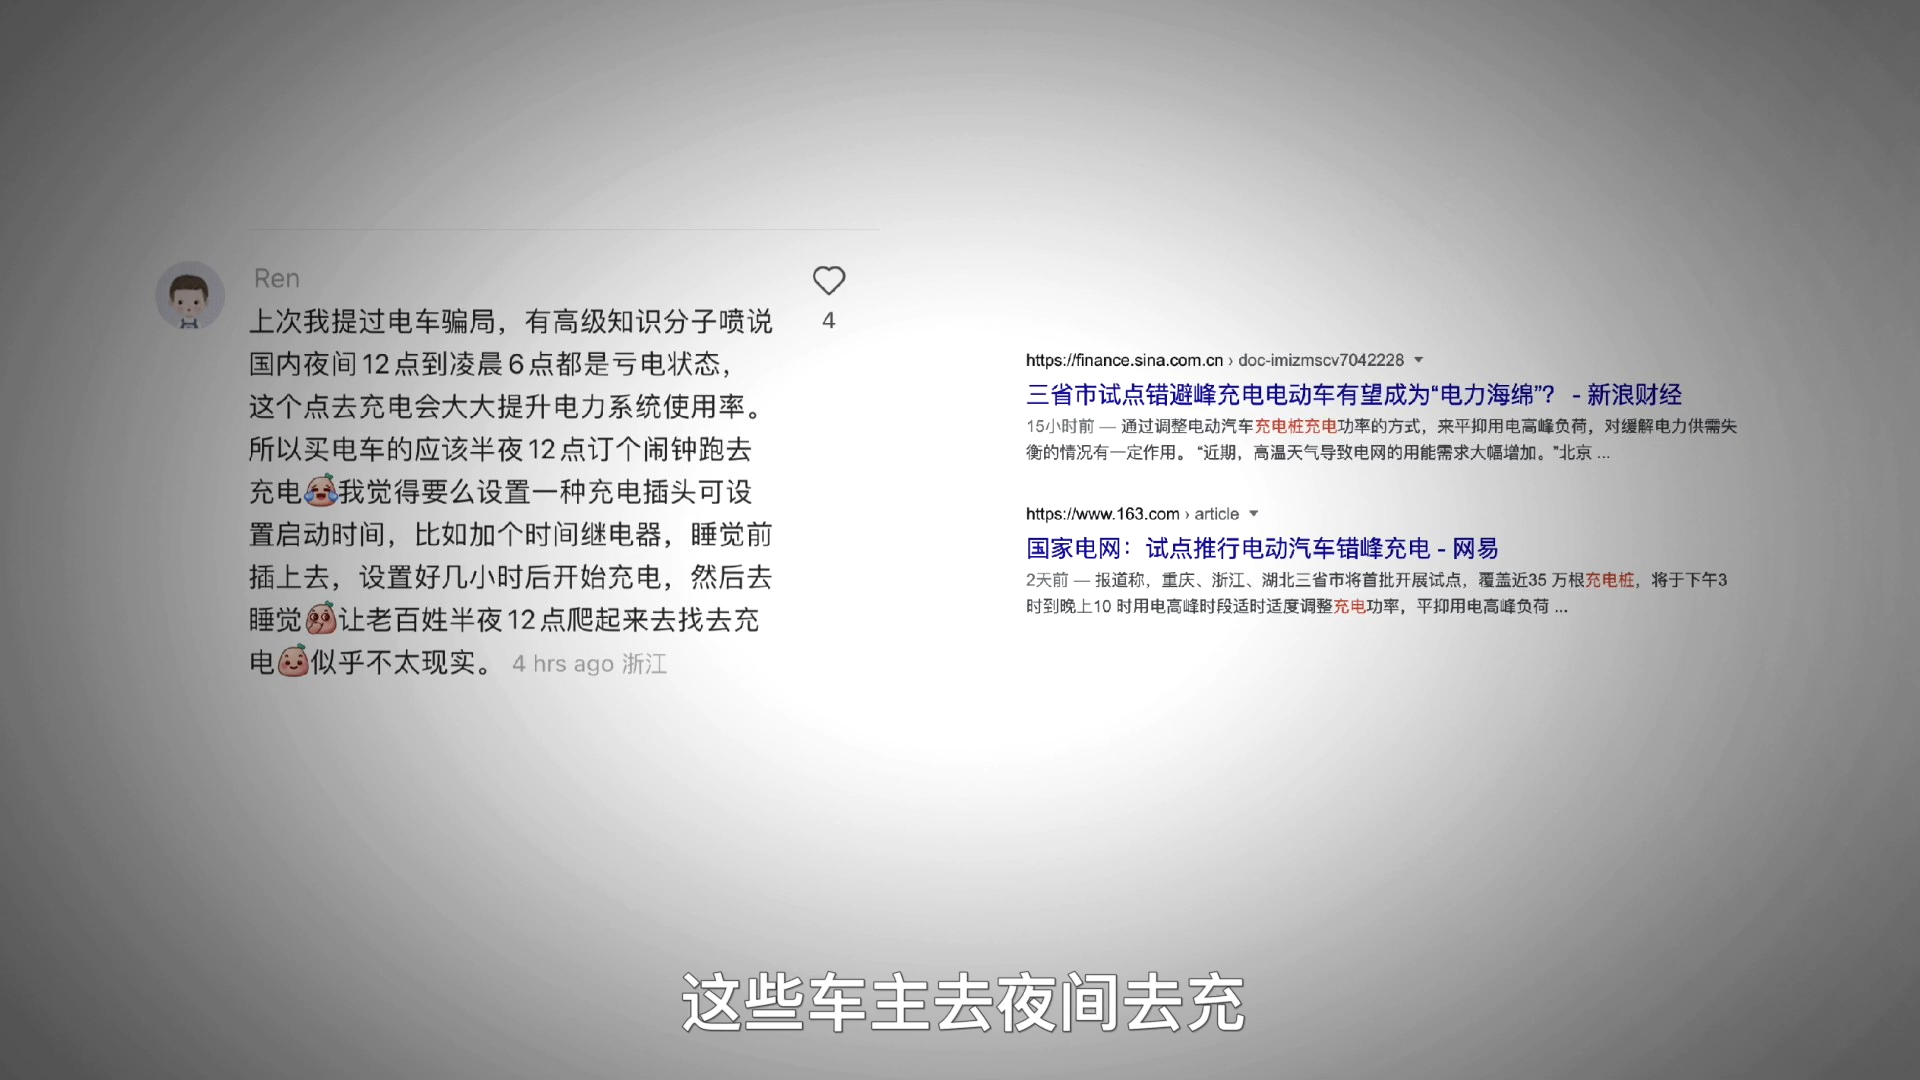 Ren
上次我提过电车骗局，有高级知识分子喷说
国内夜间12点到凌晨6点都是亏电状态，
这个点去充电会大大提升电力系统使用率。
所以买电车的应该半夜12点订个闹钟跑去
充电我觉得要么设置一种充电插头可设
置启动时间，比如加个时间继电器，睡觉前
插上去，设置好几小时后开始充电，然后去
睡觉让老百姓半夜12点爬起来去找去充
电似乎不太现实。 4 hrs ago 浙江
4
https://finance.sina.com.cn › doc-imizmscv7042228
三省市试点错避峰充电电动车有望成为“电力海绵”？ - 新浪财经
15小时前 — 通过调整电动汽车充电桩充电功率的方式，来平抑用电高峰负荷，对缓解电力供需失
衡的情况有一定作用。 “近期，高温天气导致电网的用能需求大幅增加。”北京 ...
https://www.163.com › article
国家电网：试点推行电动汽车错峰充电 - 网易
2天前 — 报道称，重庆、浙江、湖北三省市将首批开展试点，覆盖近35 万根充电桩，将于下午3
时到晚上10 时用电高峰时段适时适度调整充电功率，平抑用电高峰负荷 ...
这些车主去夜间去充